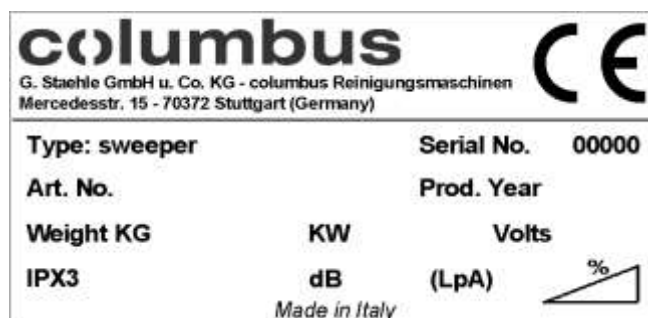 columbus
CE
G. Staehle GmbH u. Co. KG - columbus Reinigungsmaschinen
Mercedesstr. 15 - 70372 Stuttgart (Germany)
Type: sweeper Serial No. 00000
Art. No. Prod. Year
Weight KG KW Volts
IPX3 dB (LpA) %
Made in Italy